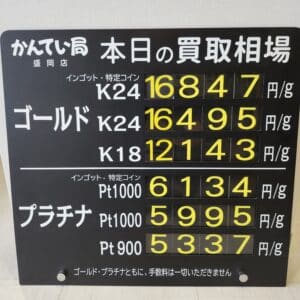 かんてい局 本日の買取相場
盛岡店
インゴット・特定コイン
K24 16847 円/g
ゴールド K24 16495 円/g
K18 12143 円/g
インゴット・特定コイン
Pt1000 6134 円/g
プラチナ Pt1000 5995 円/g
Pt900 5337 円/g
ゴールド・プラチナともに、手数料は一切いただきません